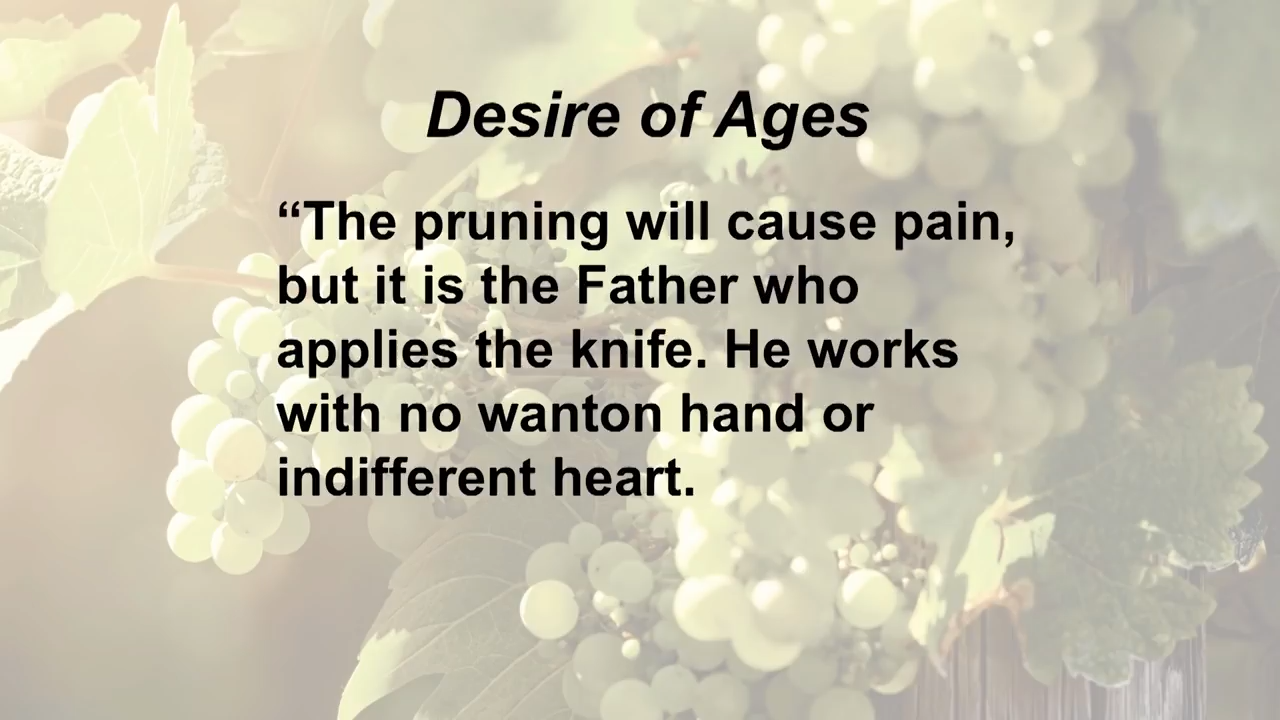 Desire of Ages
“The pruning will cause pain,
but it is the Father who
applies the knife. He works
with no wanton hand or
indifferent heart.